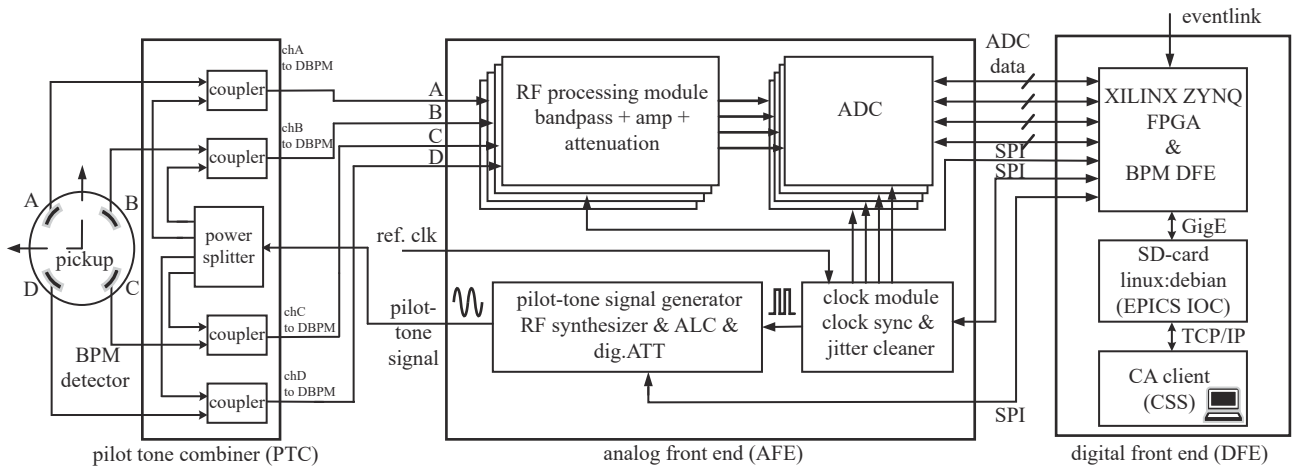 eventlink
chA
to DBPM
coupler
A
RF processing module
bandpass + amp +
attenuation
ADC
ADC
data
XILINX ZYNQ
FPGA
&
BPM DFE
chB
to DBPM
coupler
B
C
D
SPI
SPI
A
B
pickup
D
C
power
splitter
ref. clk
GigE
SD-card
linux:debian
(EPICS IOC)
pilot-
tone
signal
pilot-tone signal generator
RF synthesizer & ALC &
dig.ATT
clock module
clock sync &
jitter cleaner
chC
to DBPM
coupler
TCP/IP
BPM
detector
chD
to DBPM
coupler
CA client
(CSS)
SPI
pilot tone combiner (PTC)
analog front end (AFE)
digital front end (DFE)